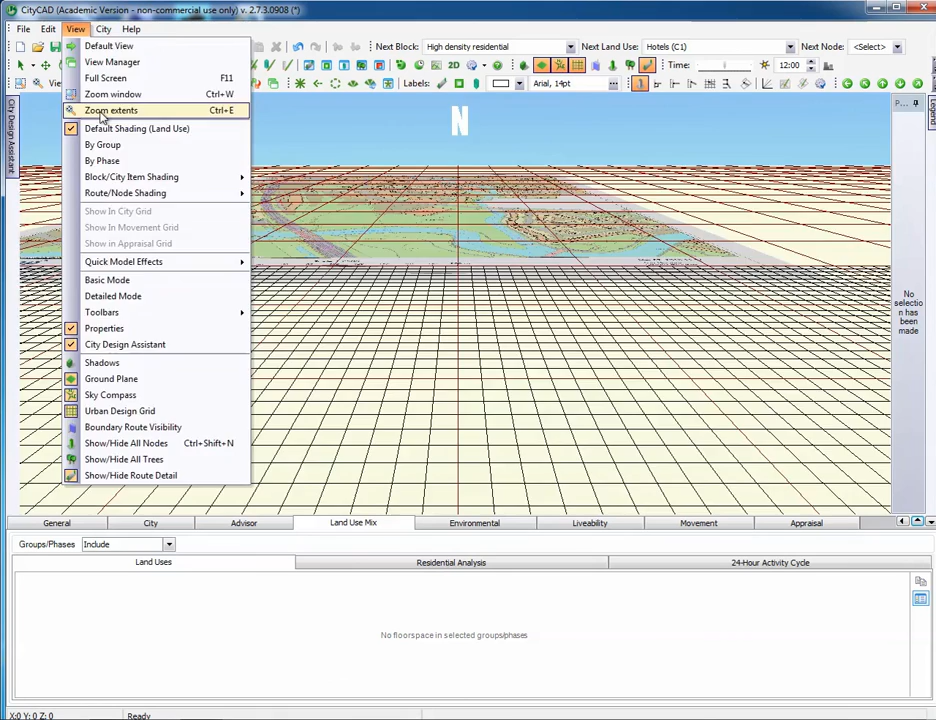 CityCAD (Academic Version - non-commercial use only) v. 2.7.3.0908 (*)
File Edit View City Help
Next Block: High density residential Next Land Use: Hotels (C1) Next Node: <Select>
2D Time: 12:00
Vie Arial, 14pt Labels:
City Design Assistant
Default View
View Manager
Full Screen F11
Zoom window Ctrl+W
Zoom extents Ctrl+E
Default Shading (Land Use)
By Group
By Phase
Block/City Item Shading
Route/Node Shading
Show In City Grid
Show In Movement Grid
Show in Appraisal Grid
Quick Model Effects
Basic Mode
Detailed Mode
Toolbars
Properties
City Design Assistant
Shadows
Ground Plane
Sky Compass
Urban Design Grid
Boundary Route Visibility
Show/Hide All Nodes Ctrl+Shift+N
Show/Hide All Trees
Show/Hide Route Detail
N
P...
Legend
No
selectio
n has
been
made
General City Advisor Land Use Mix Environmental Liveability Movement Appraisal
Groups/Phases Include
Land Uses Residential Analysis 24-Hour Activity Cycle
No floorspace in selected groups/phases
X:0 Y: 0 Z: 0 Ready